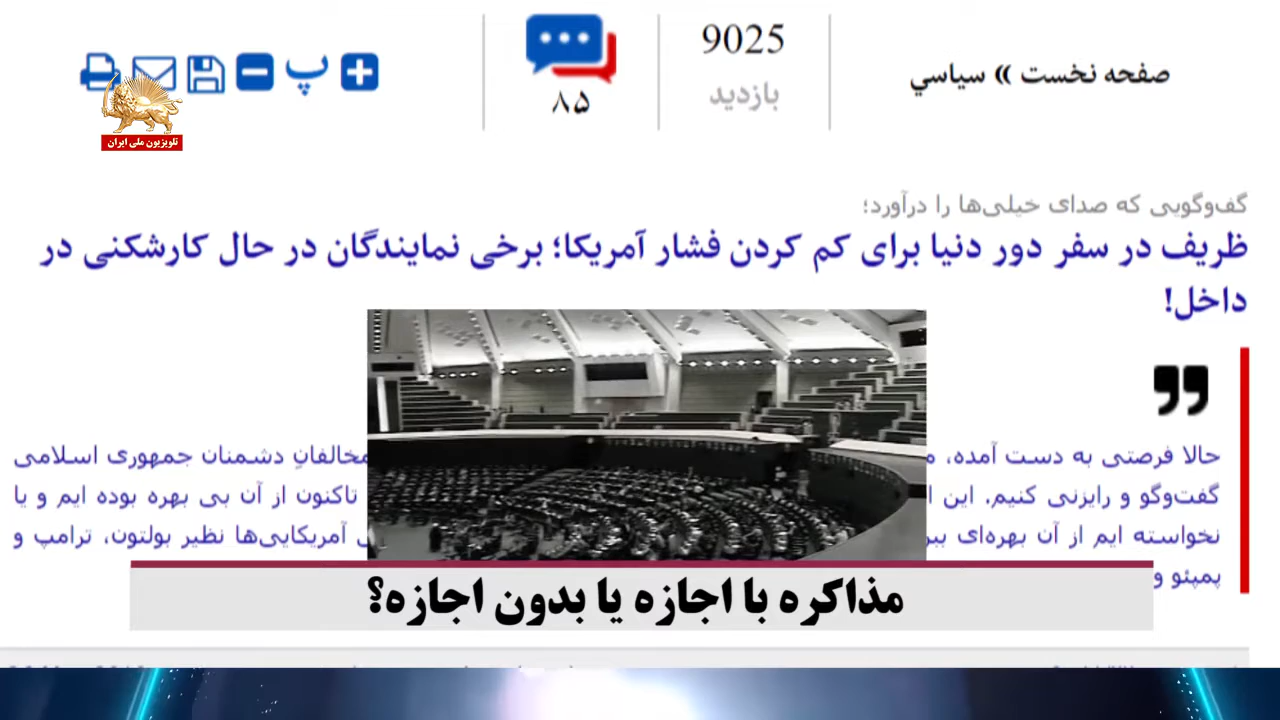 صفحه نخست » سياسي
9025
بازدید
۸۵
پ
تلویزیون ملی ایران
گفت‌وگویی که صدای خیلی‌ها را درآورد؛
ظریف در سفر دور دنیا برای کم کردن فشار آمریکا؛ برخی نمایندگان در حال کارشکنی در
داخل!
حالا فرصتی به دست آمده، مخالفانِ دشمنان جمهوری اسلامی
گفت‌وگو و رایزنی کنیم. این تاکنون از آن بی بهره بوده ایم و یا
نخواسته ایم از آن بهره‌ای آمریکایی‌ها نظیر بولتون، ترامپ و
پمپئو و
مذاکره با اجازه یا بدون اجازه؟